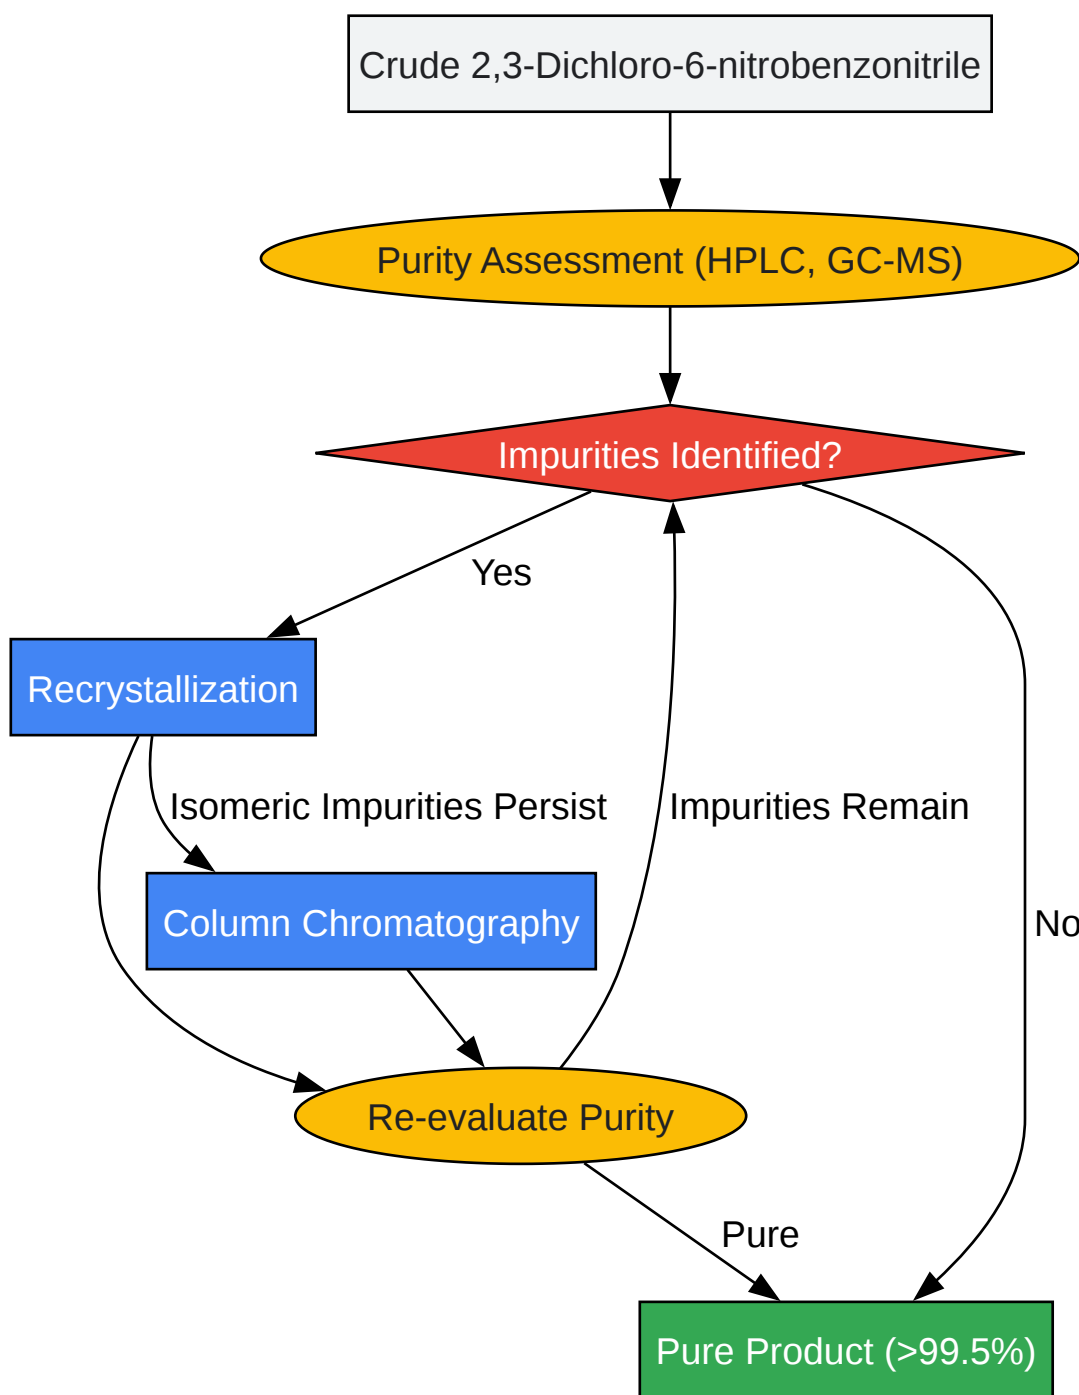 Crude 2,3-Dichloro-6-nitrobenzonitrile
Purity Assessment (HPLC, GC-MS)
Impurities Identified?
Yes
Recrystallization
Isomeric Impurities Persist
Impurities Remain
Column Chromatography
No
Re-evaluate Purity
Pure
Pure Product (>99.5%)